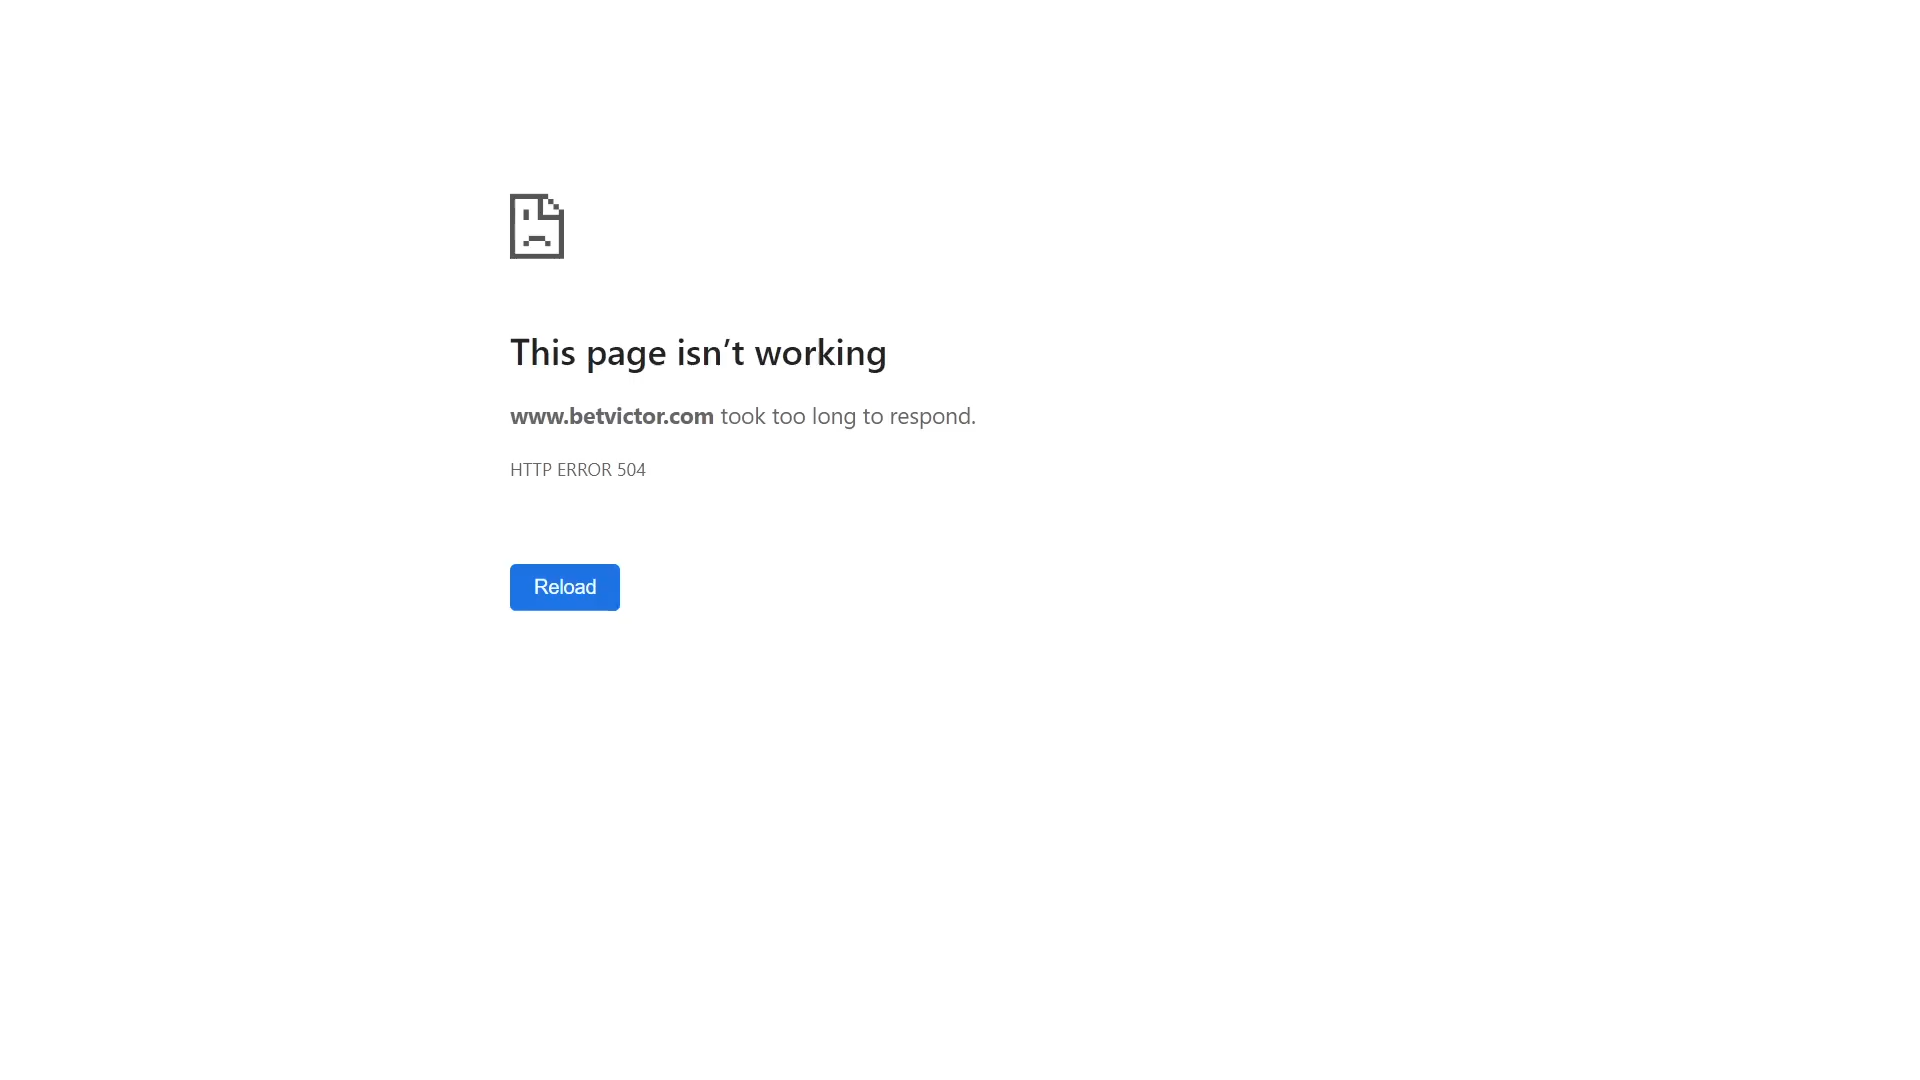 This page isn’t working
www.betvictor.com took too long to respond.
HTTP ERROR 504
Reload